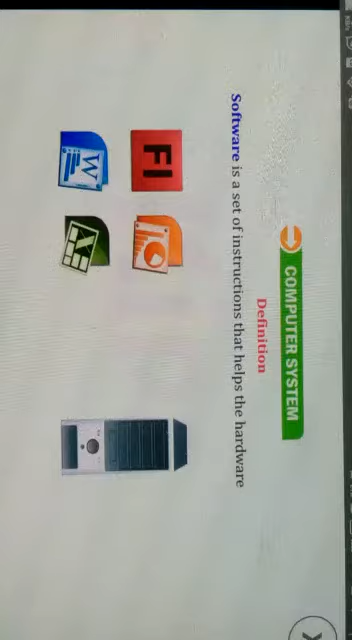 COMPUTER SYSTEM
Definition
Software is a set of instructions that helps the hardware
Fl
W
X